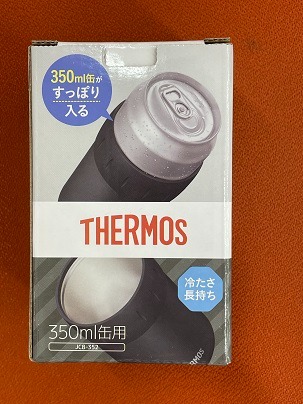 350ml缶が
すっぽり
入る
THERMOS
冷たさ
長持ち
350ml缶用
JCB-352
THERMOS